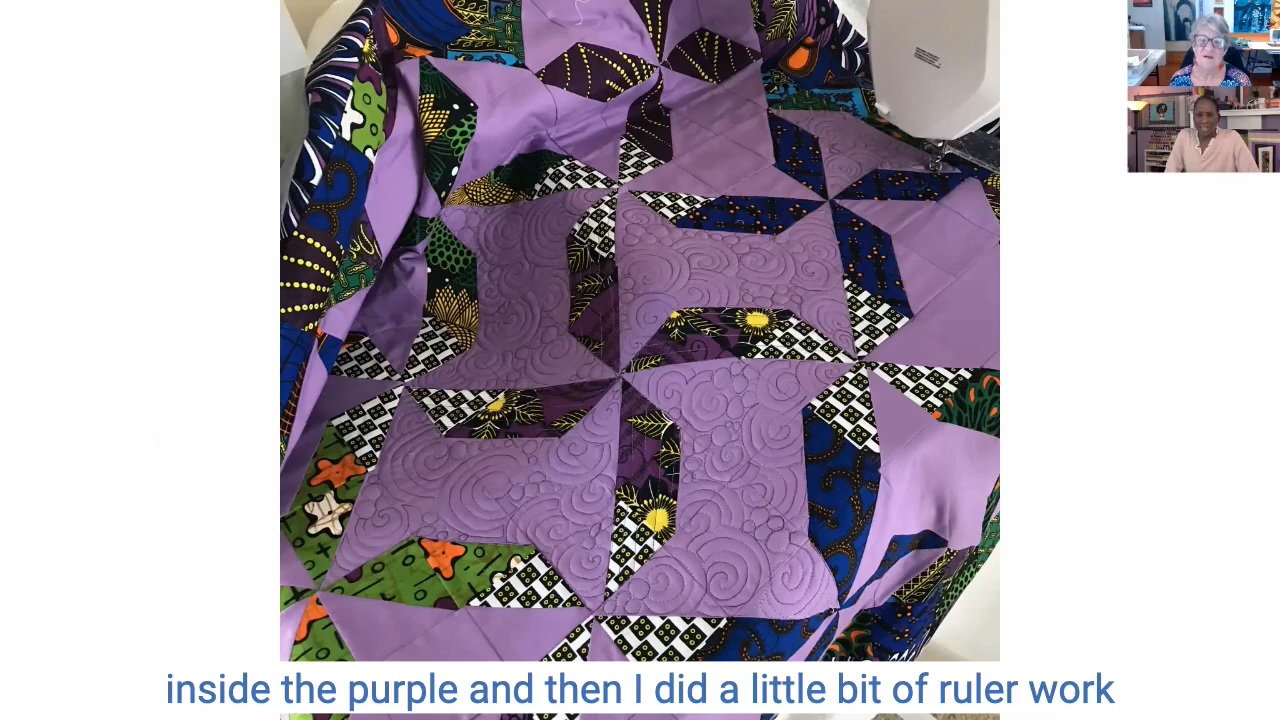 inside the purple and then I did a little bit of ruler work